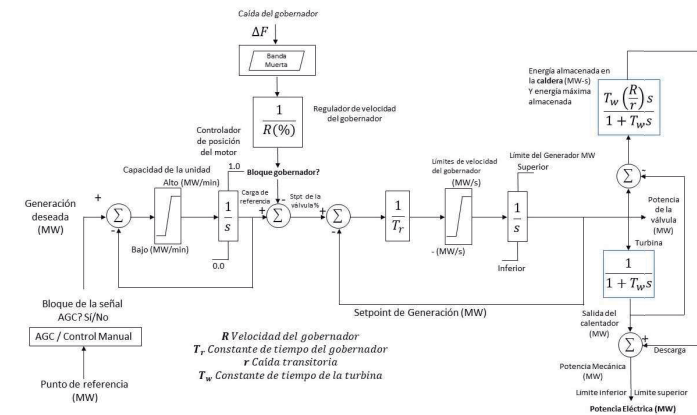 Caída del gobernador
ΔF
Banda
Muerta
1
R(%)
Regulador de velocidad
del gobernador
Controlador
de posición
del motor
1.0
Bloque gobernador?
Capacidad de la unidad
Alto (MW/min)
Generación
deseada
(MW)
+
Σ
-
Bajo (MW/min)
1
s
0.0
Carga de
referencia
+
-
Σ
Stpt de la
válvula%
+
Σ
-
1
T_r
Límites de velocidad
del gobernador
(MW/s)
- (MW/s)
Límite del Generador MW
Superior
1
s
Inferior
Energía almacenada en
la caldera (MW-s)
Y energía máxima
almacenada
T_w (R/r) s
1 + T_w s
-
Σ
Potencia
de la
válvula
(MW)
Turbina
1
1 + T_w s
Salida del
calentador
(MW)
Σ
+
Descarga
Potencia Mecánica
(MW)
Limite inferior
Limite superior
Potencia Eléctrica (MW)
Setpoint de Generación (MW)
Bloque de la señal
AGC? Sí/No
AGC / Control Manual
Punto de referencia
(MW)
R Velocidad del gobernador
T_r Constante de tiempo del gobernador
r Caída transitoria
T_w Constante de tiempo de la turbina